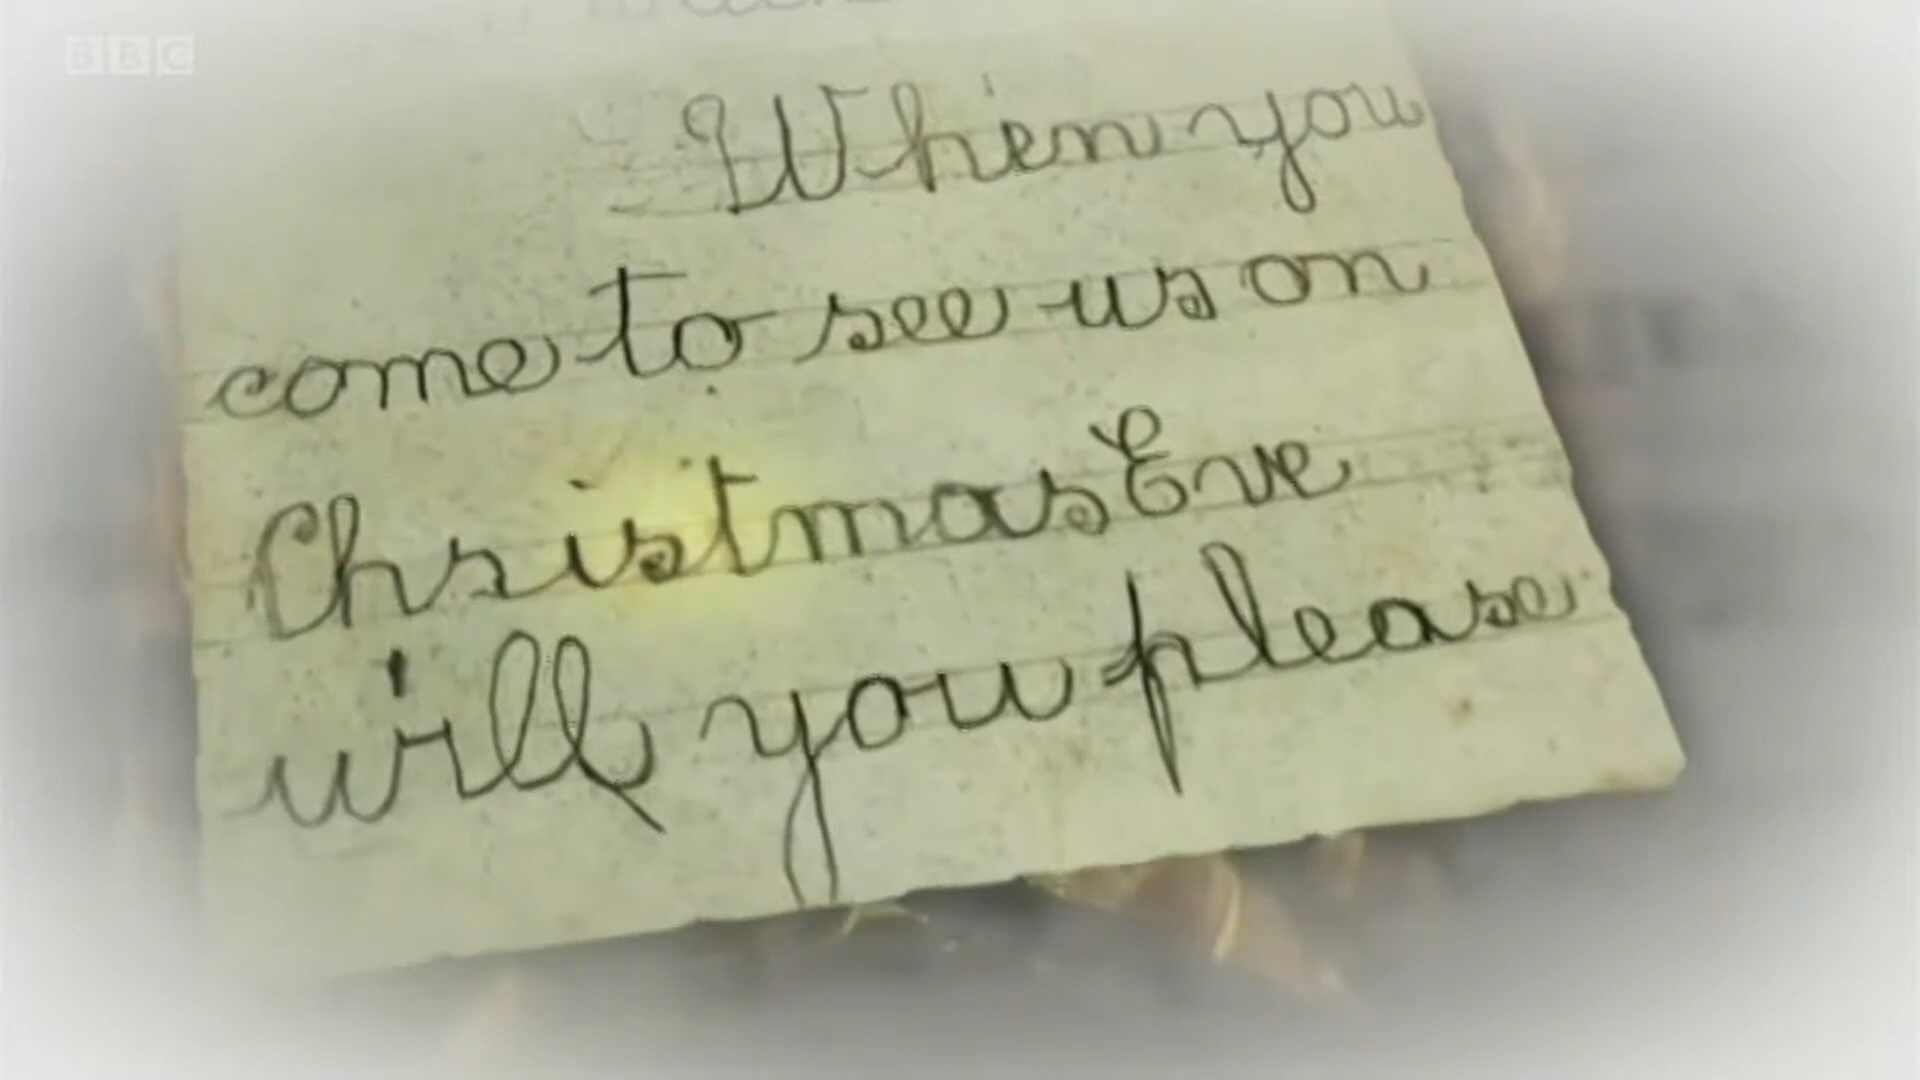 BBC
When you
come to see us on
Christmas Eve
will you please